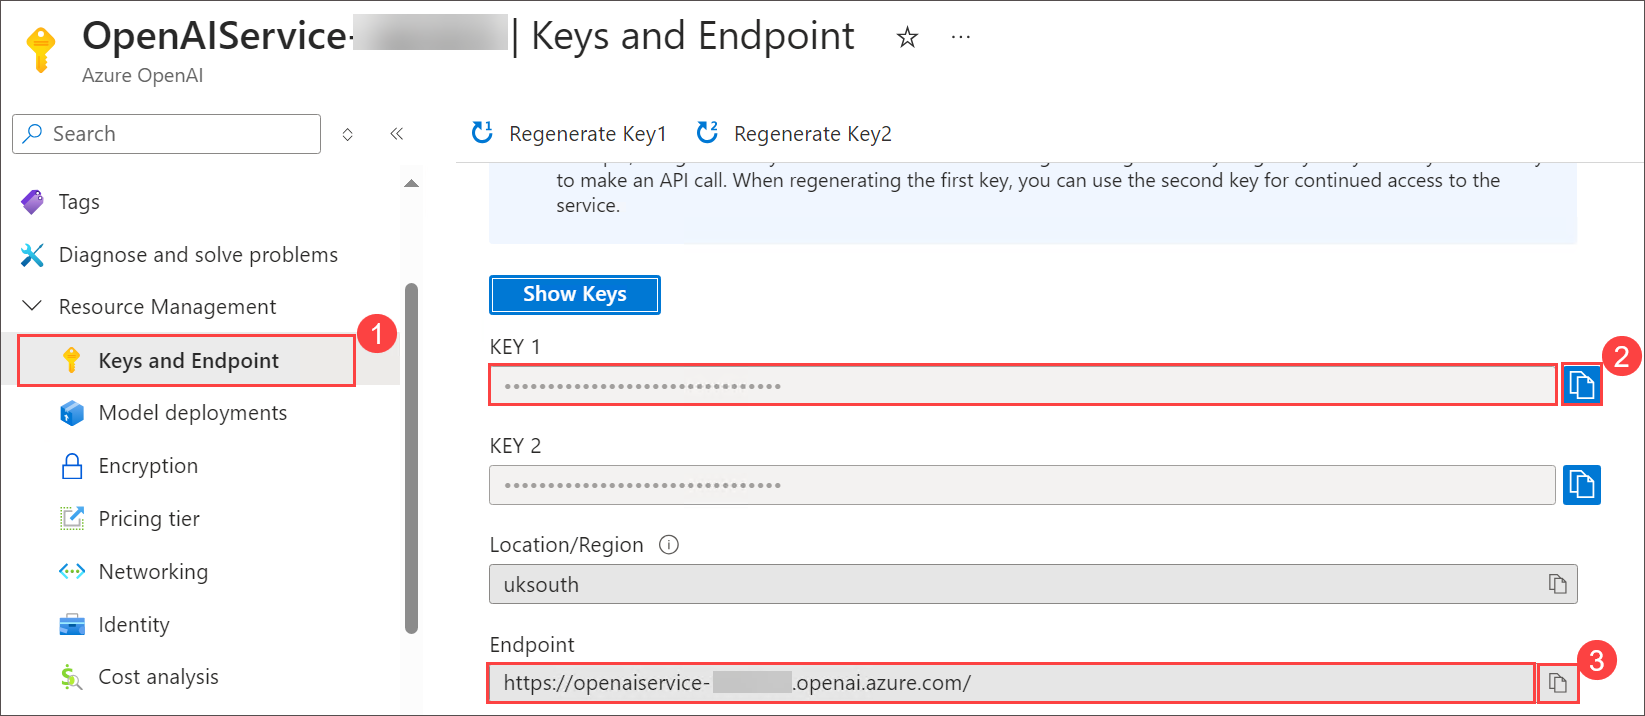 OpenAIService- | Keys and Endpoint
Azure OpenAI
Search
Regenerate Key1
Regenerate Key2
Tags
Diagnose and solve problems
Resource Management
1
Keys and Endpoint
Model deployments
Encryption
Pricing tier
Networking
Identity
Cost analysis
to make an API call. When regenerating the first key, you can use the second key for continued access to the
service.
Show Keys
KEY 1
••••••••••••••••••••••••••••••••
2
KEY 2
••••••••••••••••••••••••••••••••
Location/Region
uksouth
Endpoint
https://openaiservice- .openai.azure.com/
3